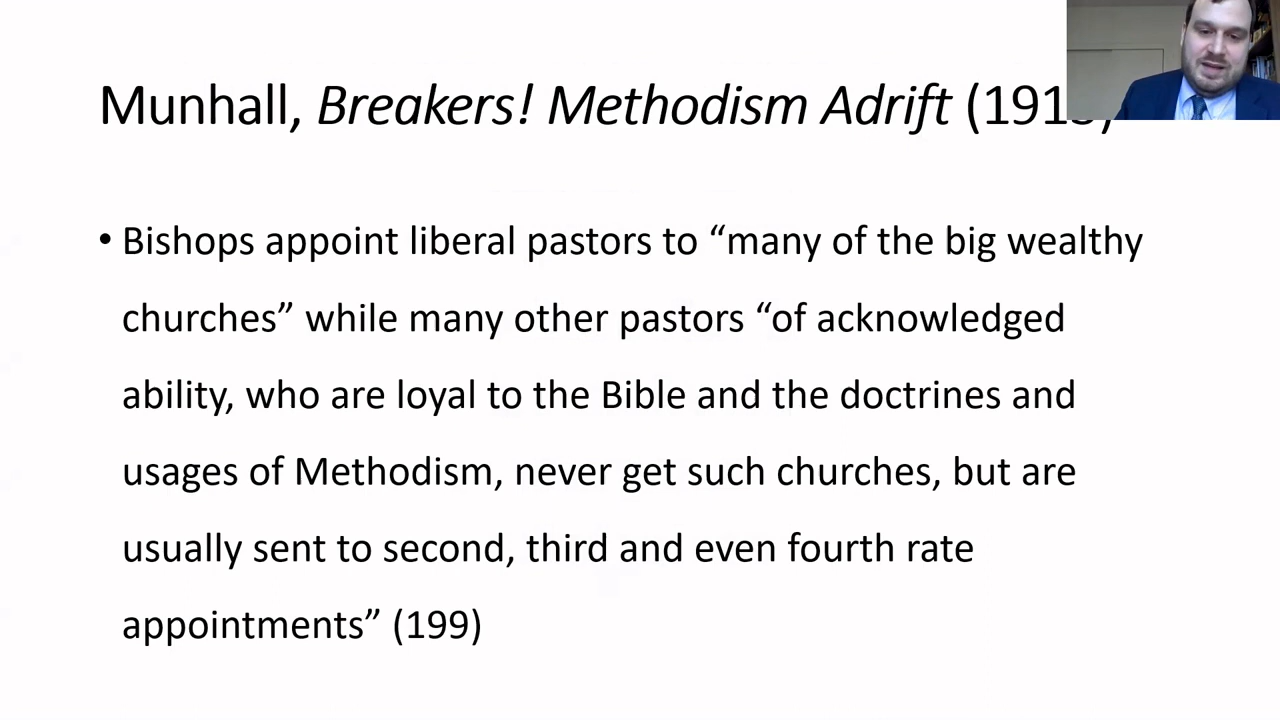 Munhall, Breakers! Methodism Adrift
• Bishops appoint liberal pastors to “many of the big wealthy
churches” while many other pastors “of acknowledged
ability, who are loyal to the Bible and the doctrines and
usages of Methodism, never get such churches, but are
usually sent to second, third and even fourth rate
appointments” (199)